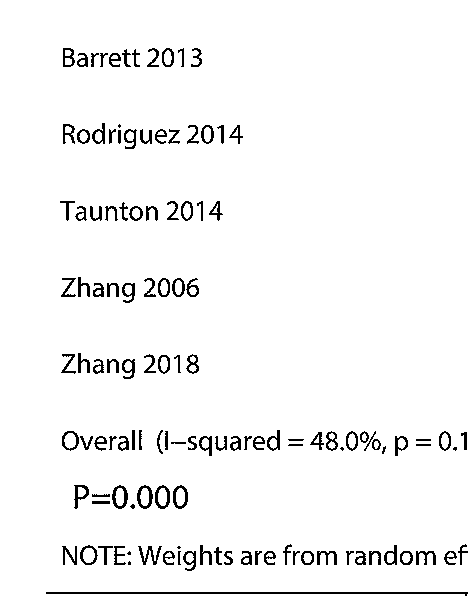 Barrett 2013
Rodriguez 2014
Taunton 2014
Zhang 2006
Zhang 2018
Overall (I−squared = 48.0%, p = 0.1
P=0.000
NOTE: Weights are from random ef